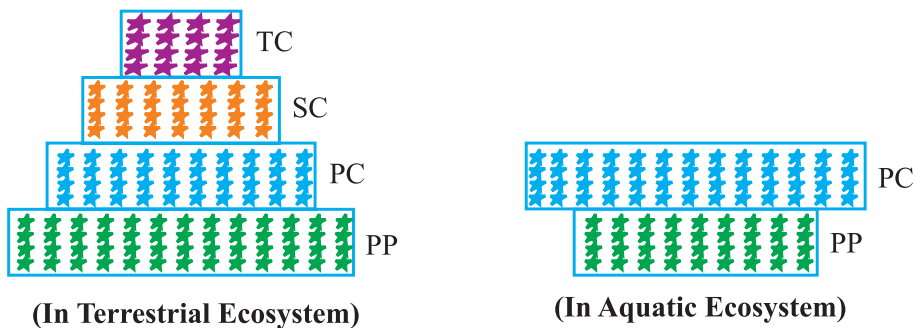 TC
SC
PC
PP
(In Terrestrial Ecosystem)
PC
PP
(In Aquatic Ecosystem)